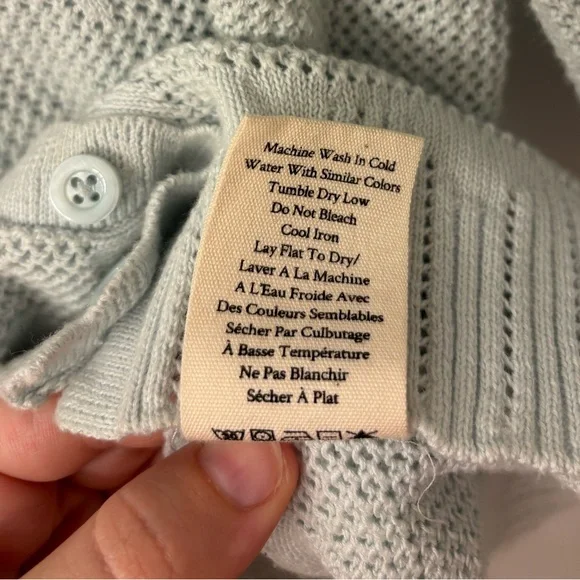 Machine Wash In Cold
Water With Similar Colors
Tumble Dry Low
Do Not Bleach
Cool Iron
Lay Flat To Dry/
Laver A La Machine
A L'Eau Froide Avec
Des Couleurs Semblables
Sécher Par Culbutage
À Basse Température
Ne Pas Blanchir
Sécher À Plat